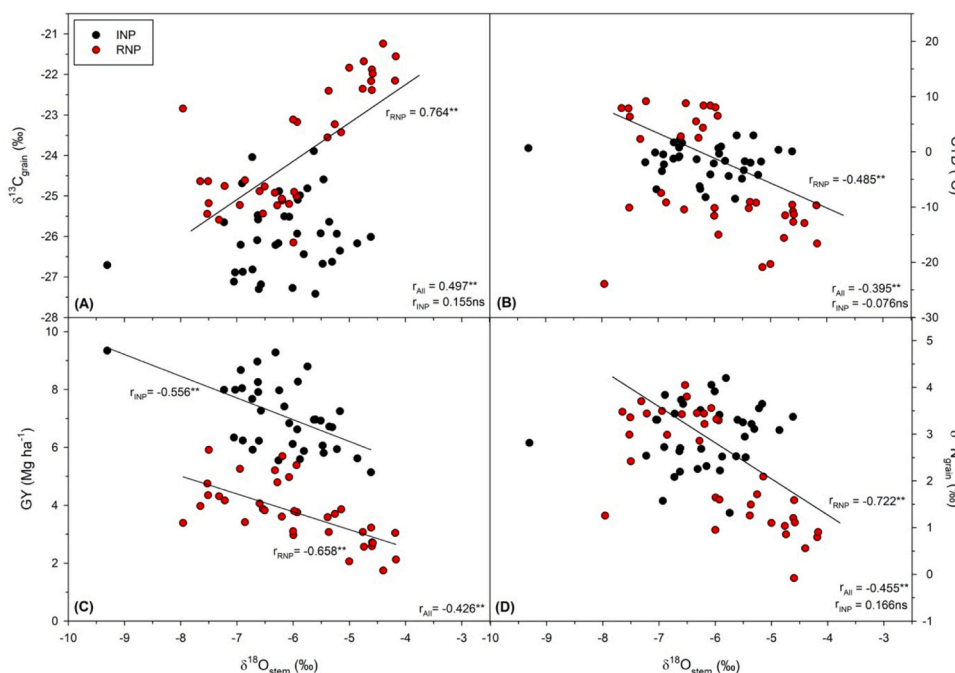 INP
RNP
-21
-22
-23
-24
-25
-26
-27
-28
δ13Cgrain (‰)
rRNP = 0.764**
rAll = 0.497**
rINP = 0.155ns
(A)
20
10
0
-10
-20
-30
rRNP = -0.485**
rAll = -0.395**
rINP = -0.076ns
(B)
10
8
6
4
2
0
GY (Mg ha-1)
rINP = -0.556**
rRNP = -0.658**
rAll = -0.426**
(C)
5
4
3
2
1
0
-1
Ngrain (‰)
rRNP = -0.722**
rAll = -0.455**
rINP = 0.166ns
(D)
-10 -9 -8 -7 -6 -5 -4 -3
-10 -9 -8 -7 -6 -5 -4 -3 -2
δ18Ostem (‰)
δ18Ostem (‰)